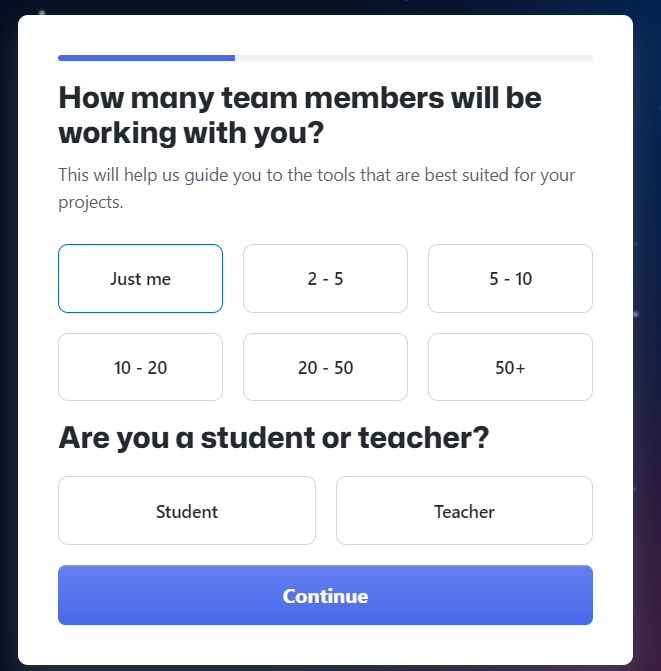 How many team members will be
working with you?
This will help us guide you to the tools that are best suited for your
projects.
Just me
2 - 5
5 - 10
10 - 20
20 - 50
50+
Are you a student or teacher?
Student
Teacher
Continue